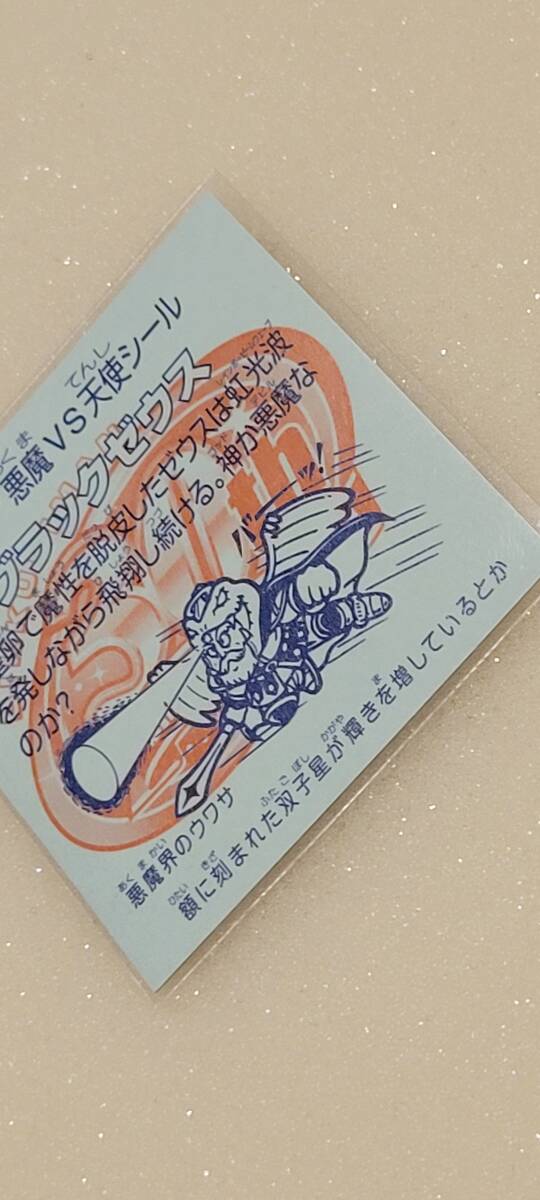 悪魔VS天使シール
ブラックゼウス
卵で魔性を脱皮したゼウスは虹光波
を発しながら飛翔し続ける。神か悪魔な
のか?
バッ!
悪魔界のウワサ
額に刻まれた双子星が輝きを増しているとか